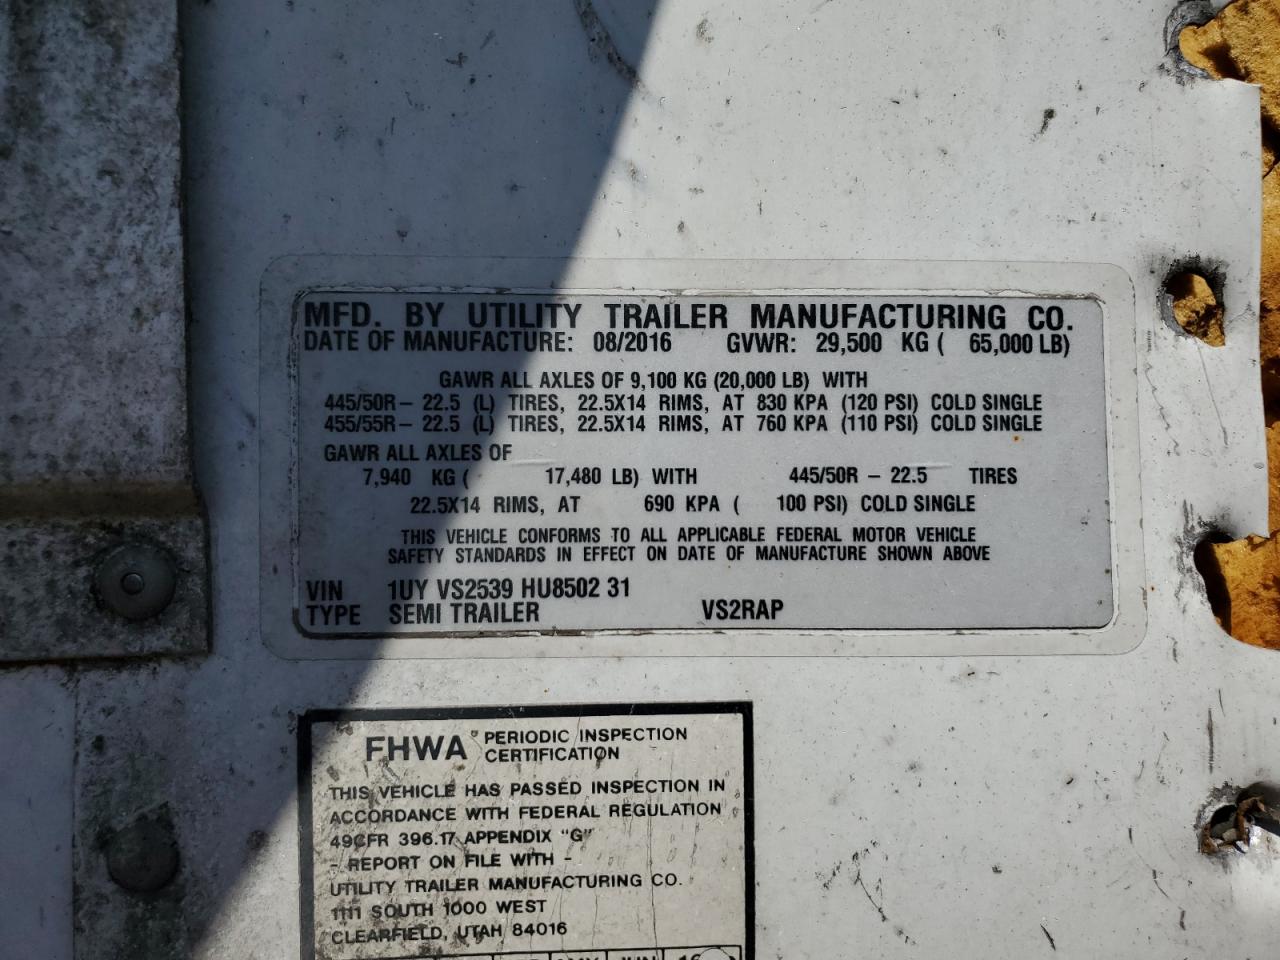 MFD. BY UTILITY TRAILER MANUFACTURING CO.
DATE OF MANUFACTURE: 08/2016 GVWR: 29,500 KG ( 65,000 LB)
GAWR ALL AXLES OF 9,100 KG (20,000 LB) WITH
445/50R - 22.5 (L) TIRES, 22.5X14 RIMS, AT 830 KPA (120 PSI) COLD SINGLE
455/55R - 22.5 (L) TIRES, 22.5X14 RIMS, AT 760 KPA (110 PSI) COLD SINGLE
GAWR ALL AXLES OF
7,940 KG ( 17,480 LB) WITH 445/50R - 22.5 TIRES
22.5X14 RIMS, AT 690 KPA ( 100 PSI) COLD SINGLE
THIS VEHICLE CONFORMS TO ALL APPLICABLE FEDERAL MOTOR VEHICLE
SAFETY STANDARDS IN EFFECT ON DATE OF MANUFACTURE SHOWN ABOVE
VIN 1UY VS2539 HU8502 31
TYPE SEMI TRAILER VS2RAP
FHWA PERIODIC INSPECTION
CERTIFICATION
THIS VEHICLE HAS PASSED INSPECTION IN
ACCORDANCE WITH FEDERAL REGULATION
49CFR 396.17 APPENDIX "G"
- REPORT ON FILE WITH -
UTILITY TRAILER MANUFACTURING CO.
1111 SOUTH 1000 WEST
CLEARFIELD, UTAH 84016